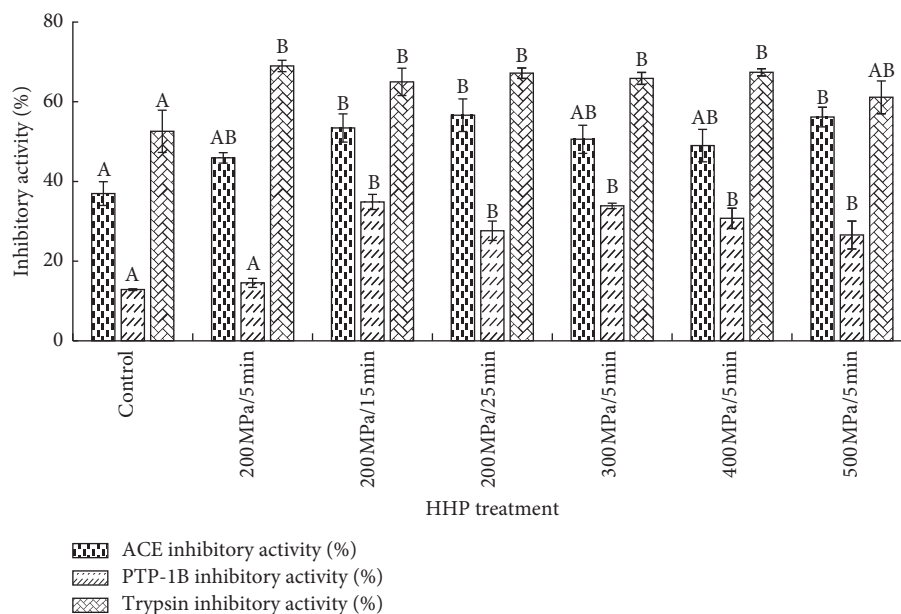 Inhibitory activity (%)
80
60
40
20
0
A
A
A
AB
A
B
B
B
B
B
B
B
AB
B
B
AB
B
B
B
B
AB
Control
200 MPa/5 min
200 MPa/15 min
200 MPa/25 min
300 MPa/5 min
400 MPa/5 min
500 MPa/5 min
HHP treatment
ACE inhibitory activity (%)
PTP-1B inhibitory activity (%)
Trypsin inhibitory activity (%)